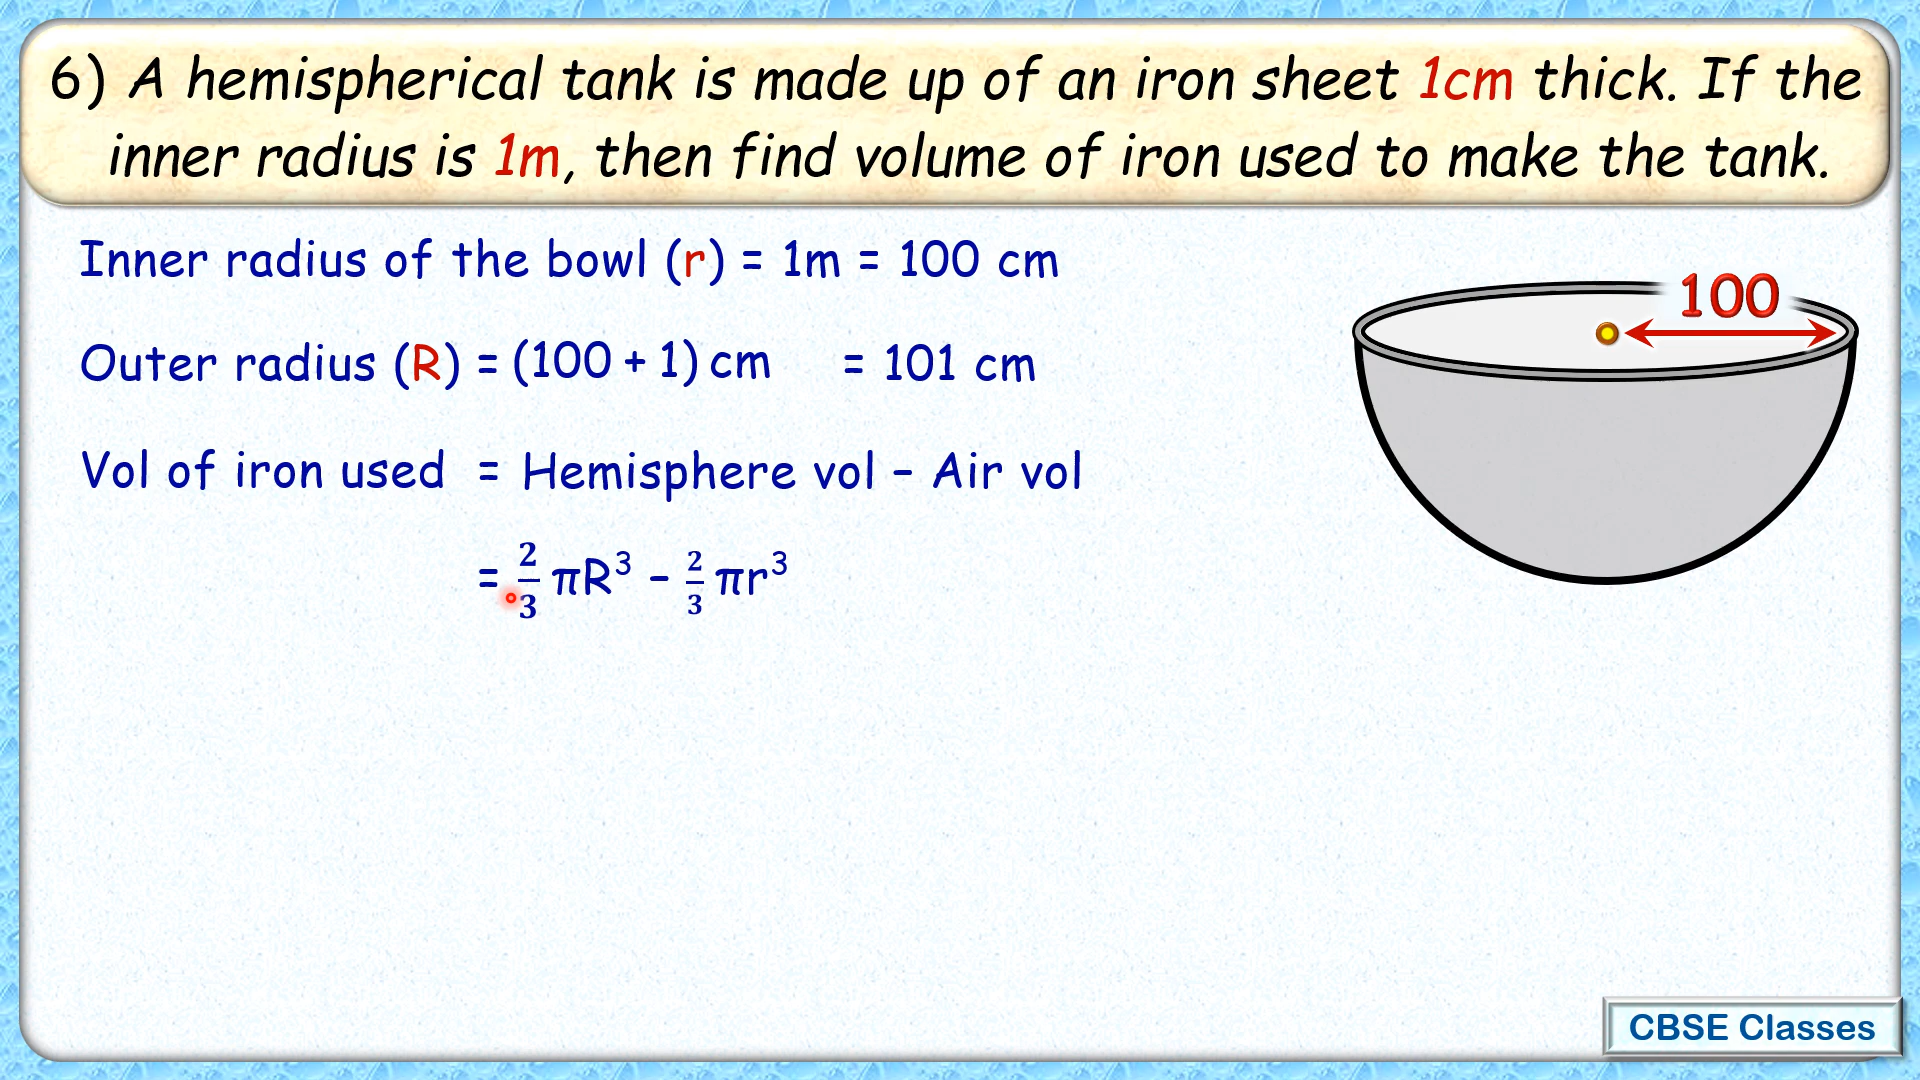 6) A hemispherical tank is made up of an iron sheet 1cm thick. If the
inner radius is 1m, then find volume of iron used to make the tank.
Inner radius of the bowl (r) = 1m = 100 cm
100
Outer radius (R) = (100 + 1) cm = 101 cm
Vol of iron used = Hemisphere vol – Air vol
= 2/3 πR³ – 2/3 πr³
CBSE Classes